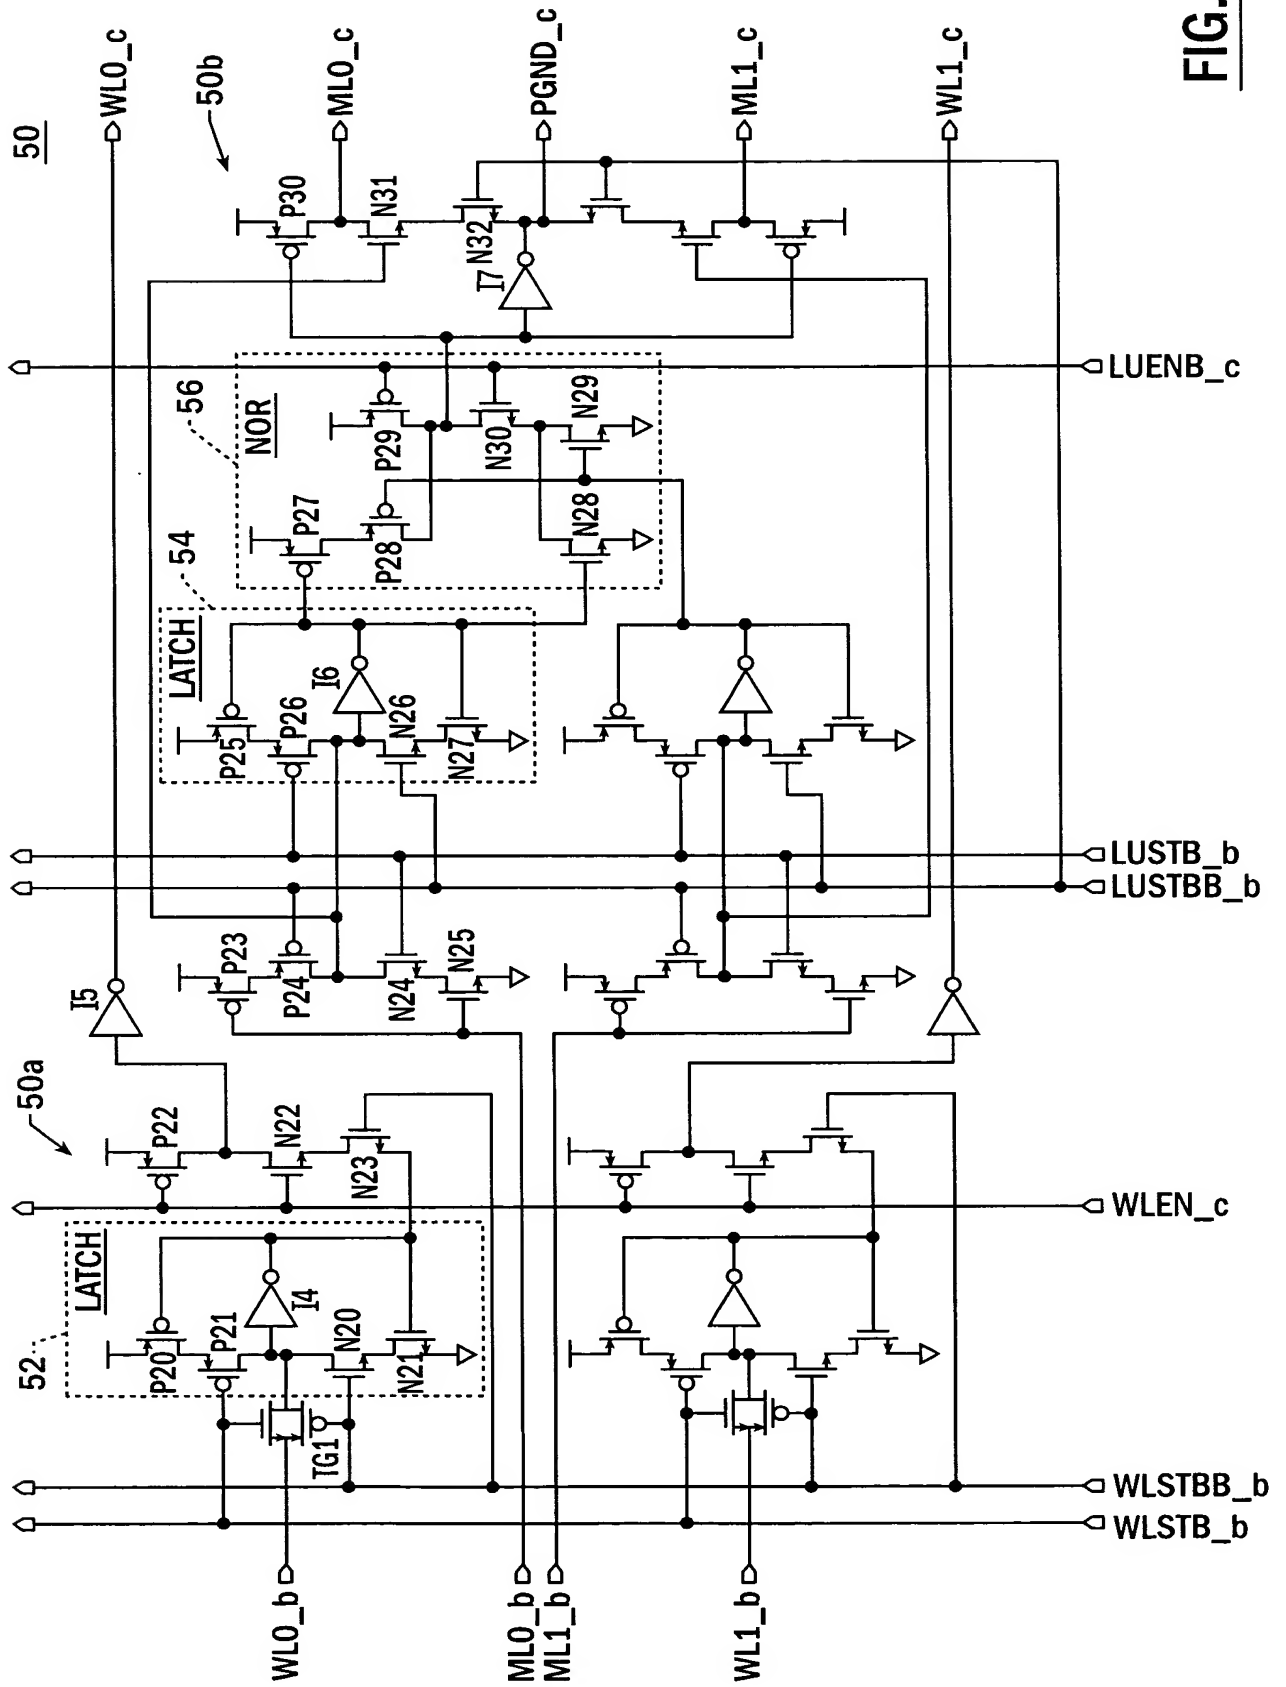 50
WL0_c
50b
ML0_c
PGND_c
ML1_c
WL1_c
FIG.
P30
N31
N32
I7
LUENB_c
56
NOR
P29
N30
N29
P27
P28
N28
54
LATCH
I6
P25
P26
N26
N27
LUSTB_b
LUSTBB_b
P23
P24
N24
N25
I5
50a
P22
N22
N23
WLEN_c
52
LATCH
I4
P20
P21
N20
N21
TG1
WLSTBB_b
WLSTB_b
WL0_b
ML0_b
ML1_b
WL1_b